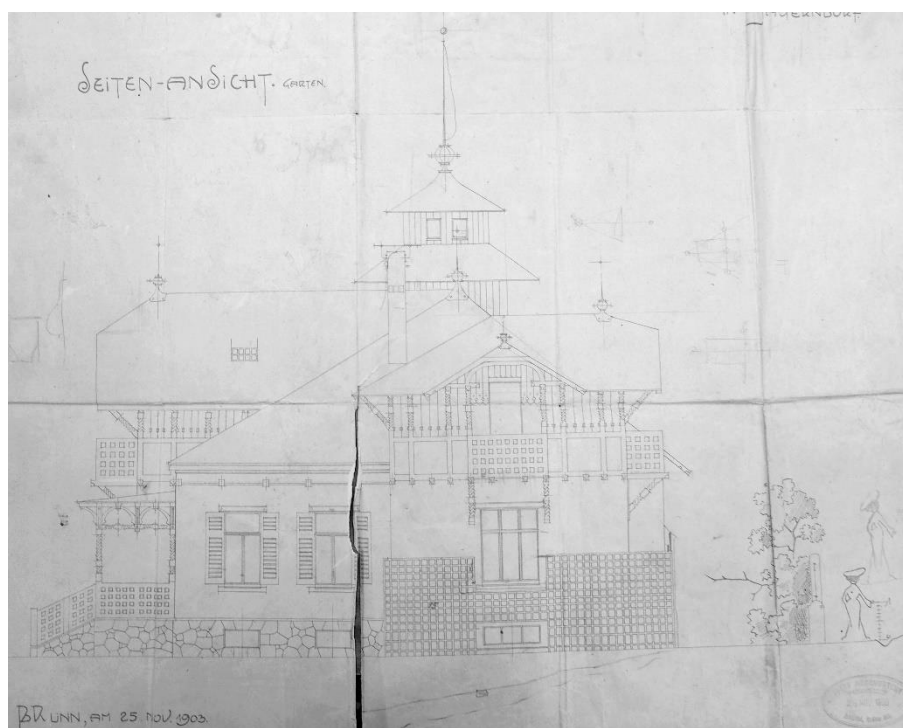 SEITEN-ANSICHT. GARTEN.
BRUNN, AM 25. NOV. 1903.